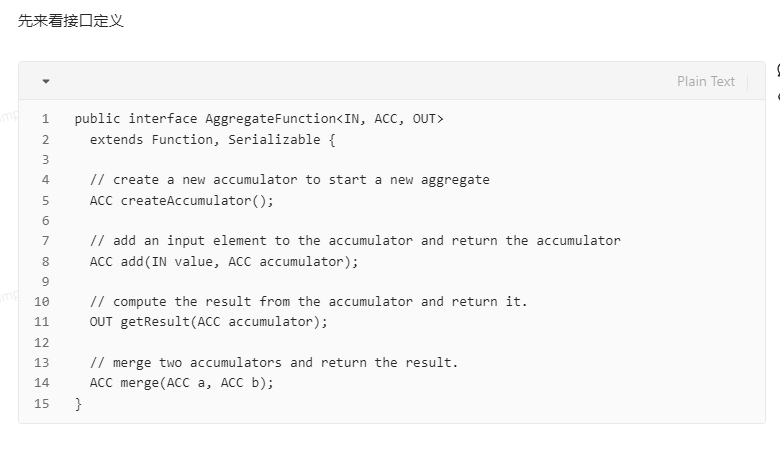 先来看接口定义
Plain Text
1 public interface AggregateFunction<IN, ACC, OUT>
2   extends Function, Serializable {
3
4   // create a new accumulator to start a new aggregate
5   ACC createAccumulator();
6
7   // add an input element to the accumulator and return the accumulator
8   ACC add(IN value, ACC accumulator);
9
10   // compute the result from the accumulator and return it.
11   OUT getResult(ACC accumulator);
12
13   // merge two accumulators and return the result.
14   ACC merge(ACC a, ACC b);
15 }